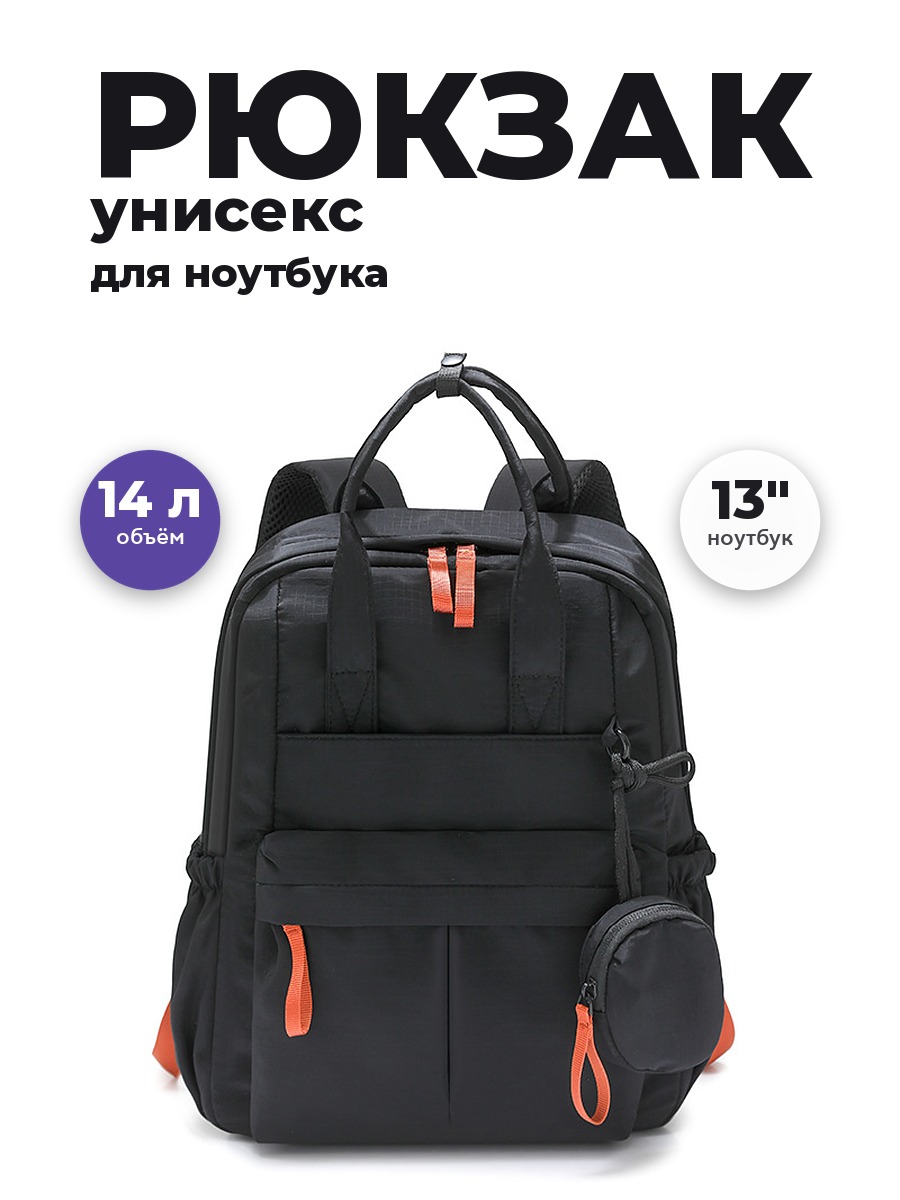 РЮКЗАК
унисекс
для ноутбука
14 л
объём
13"
ноутбук